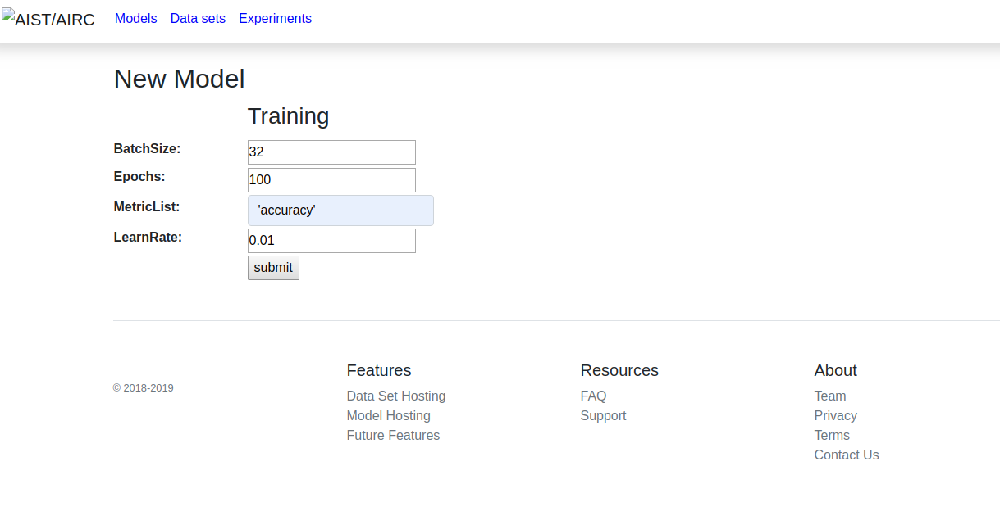 AIST/AIRC Models Data sets Experiments
New Model
Training
BatchSize: 32
Epochs: 100
MetricList: 'accuracy'
LearnRate: 0.01
submit
Features Resources About
© 2018-2019
Data Set Hosting FAQ Team
Model Hosting Support Privacy
Future Features Terms
Contact Us